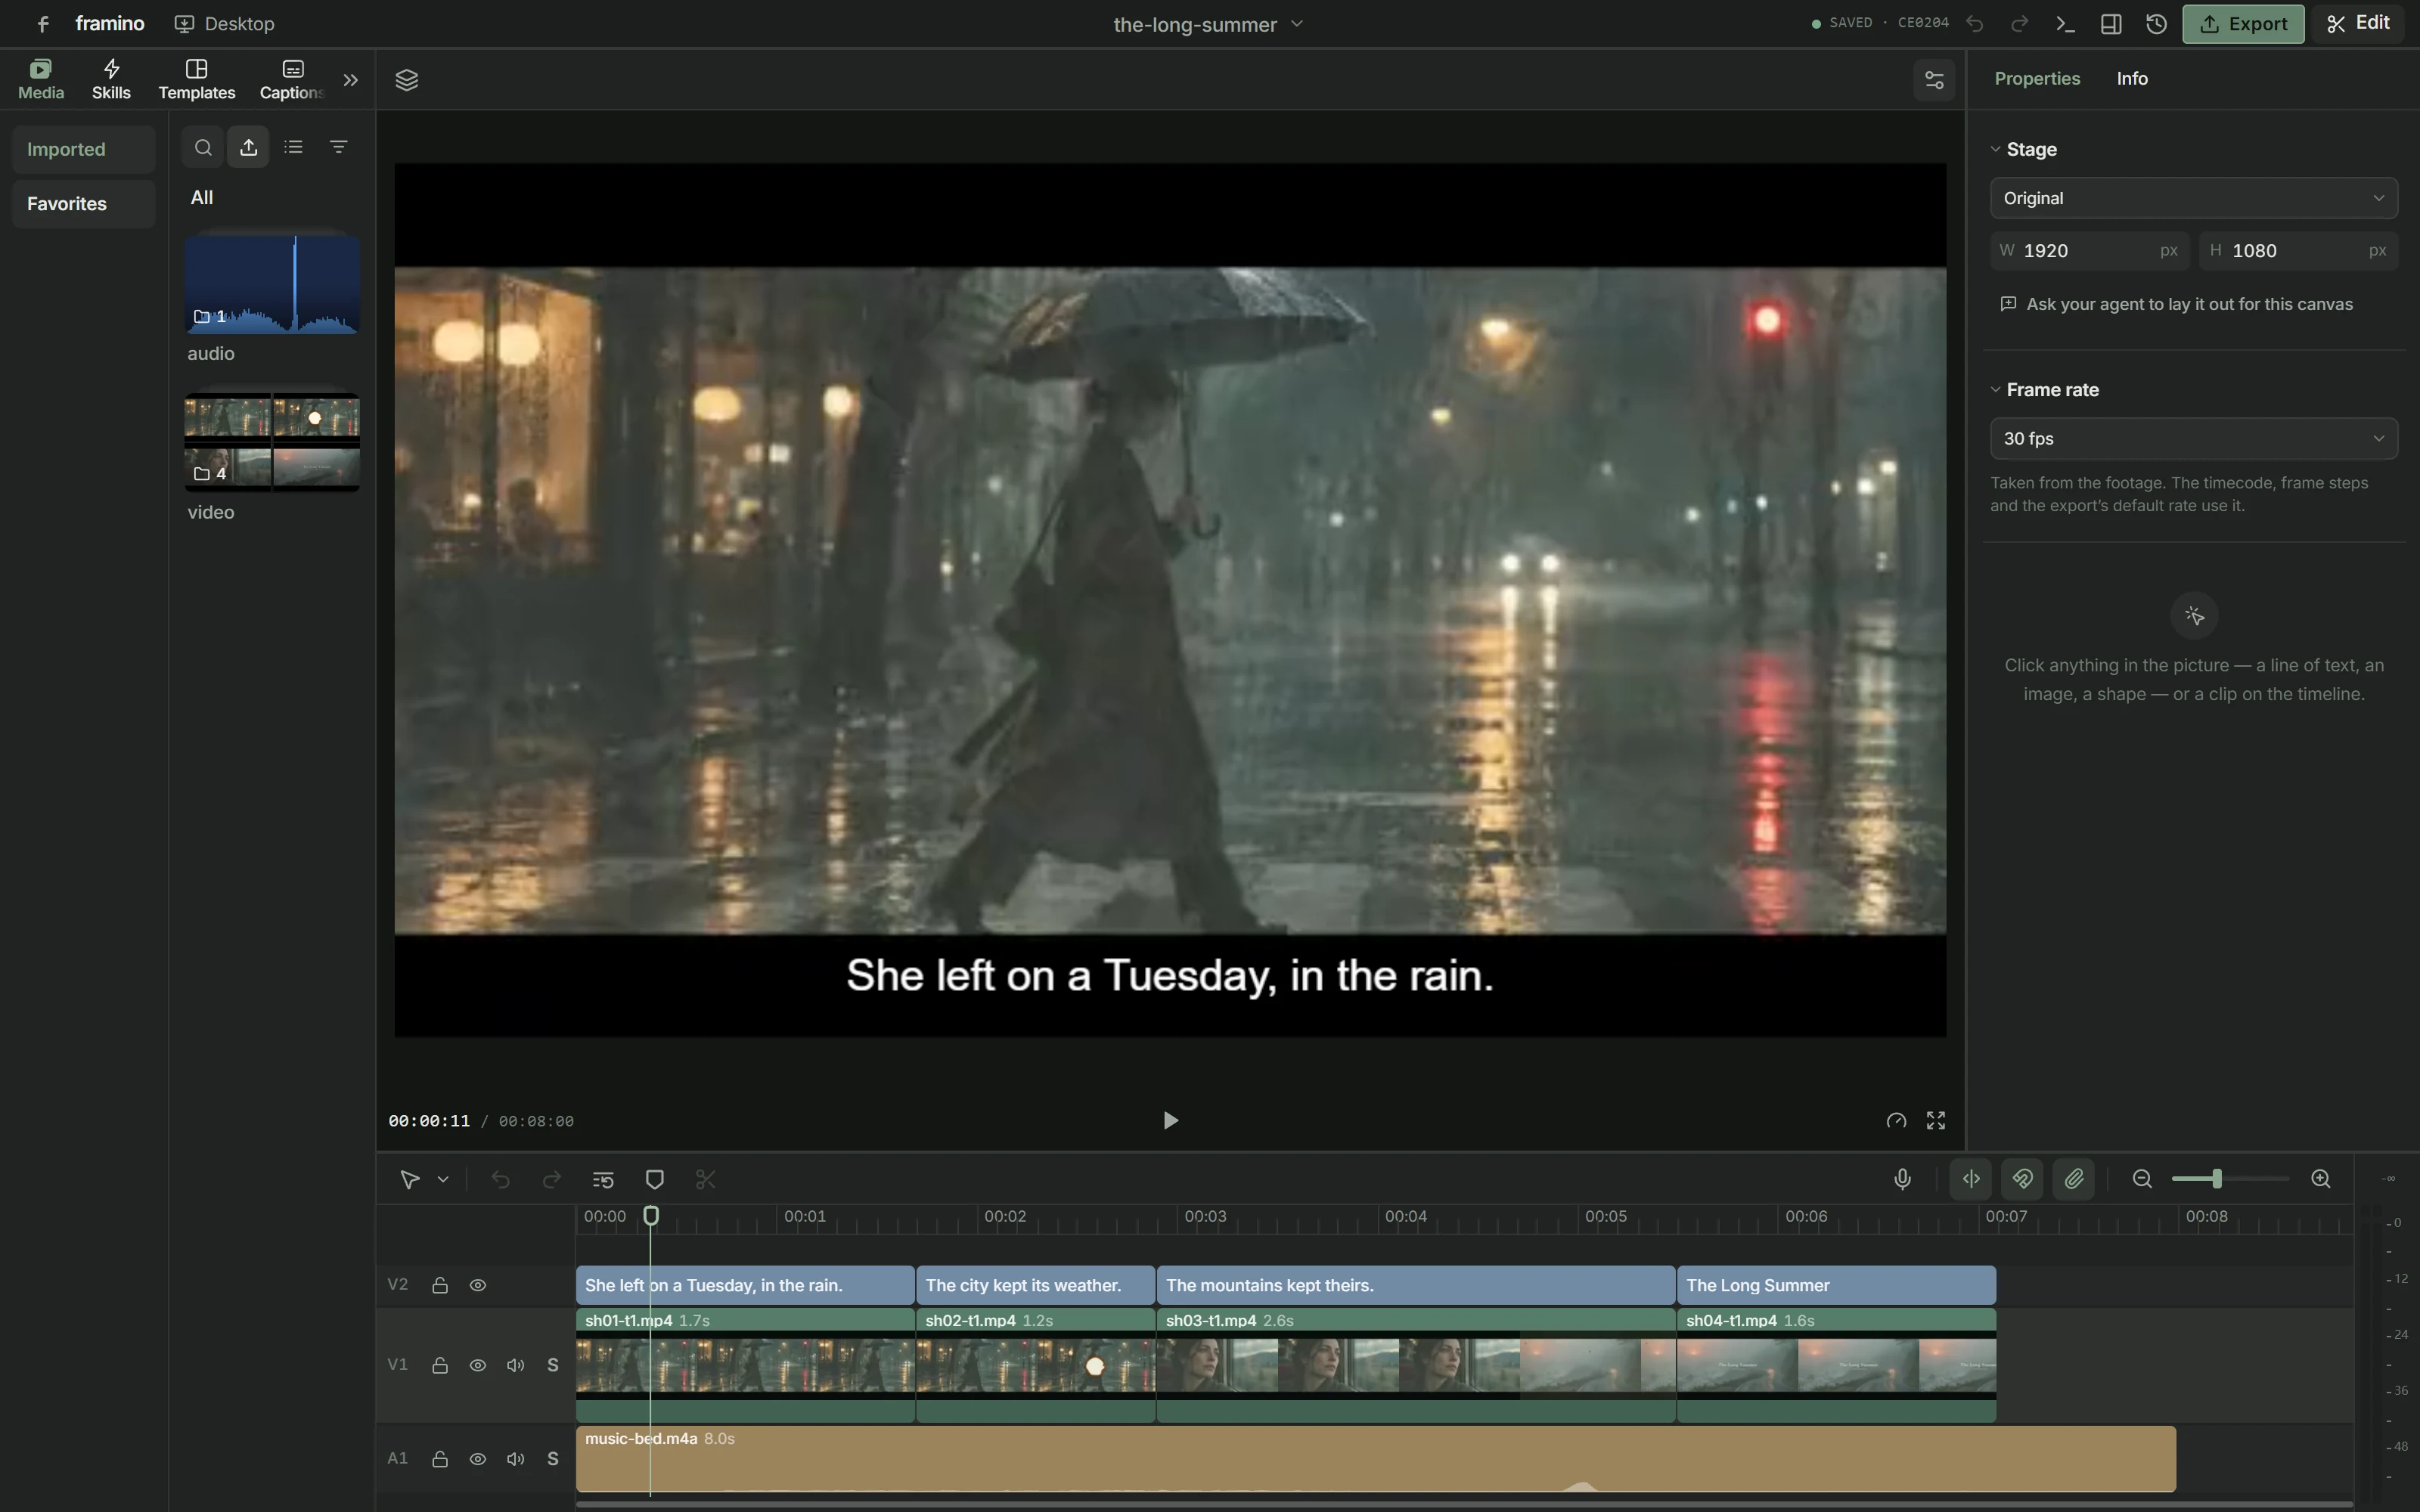 framino
Desktop
the-long-summer
SAVED · CE0204
Export
Edit
Media
Skills
Templates
Captions
Properties
Info
Imported
Favorites
All
1
audio
4
video
Stage
Original
W 1920 px
H 1080 px
Ask your agent to lay it out for this canvas
Frame rate
30 fps
Taken from the footage. The timecode, frame steps
and the export’s default rate use it.
Click anything in the picture — a line of text, an
image, a shape — or a clip on the timeline.
She left on a Tuesday, in the rain.
00:00:11 / 00:08:00
00:00 00:01 00:02 00:03 00:04 00:05 00:06 00:07 00:08
V2
She left on a Tuesday, in the rain.
The city kept its weather.
The mountains kept theirs.
The Long Summer
V1 S
sh01-t1.mp4 1.7s
sh02-t1.mp4 1.2s
sh03-t1.mp4 2.6s
sh04-t1.mp4 1.6s
A1 S
music-bed.m4a 8.0s
-∞
-0
-12
-24
-36
-48